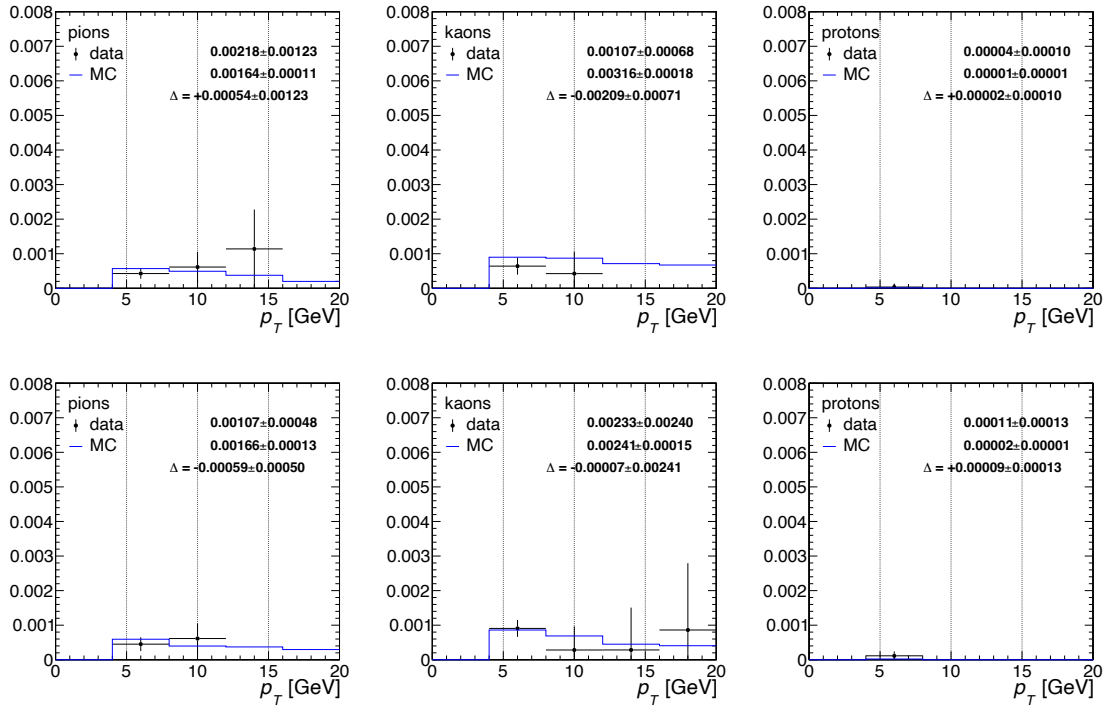 0.008
0.007
0.006
0.005
0.004
0.003
0.002
0.001
0
pions
data
MC
0.00218±0.00123
0.00164±0.00011
Δ = +0.00054±0.00123
0 5 10 15 20
p_T [GeV]
0.008
0.007
0.006
0.005
0.004
0.003
0.002
0.001
0
kaons
data
MC
0.00107±0.00068
0.00316±0.00018
Δ = -0.00209±0.00071
0 5 10 15 20
p_T [GeV]
0.008
0.007
0.006
0.005
0.004
0.003
0.002
0.001
0
protons
data
MC
0.00004±0.00010
0.00001±0.00001
Δ = +0.00002±0.00010
0 5 10 15 20
p_T [GeV]
0.008
0.007
0.006
0.005
0.004
0.003
0.002
0.001
0
pions
data
MC
0.00107±0.00048
0.00166±0.00013
Δ = -0.00059±0.00050
0 5 10 15 20
p_T [GeV]
0.008
0.007
0.006
0.005
0.004
0.003
0.002
0.001
0
kaons
data
MC
0.00233±0.00240
0.00241±0.00015
Δ = -0.00007±0.00241
0 5 10 15 20
p_T [GeV]
0.008
0.007
0.006
0.005
0.004
0.003
0.002
0.001
0
protons
data
MC
0.00011±0.00013
0.00002±0.00001
Δ = +0.00009±0.00013
0 5 10 15 20
p_T [GeV]